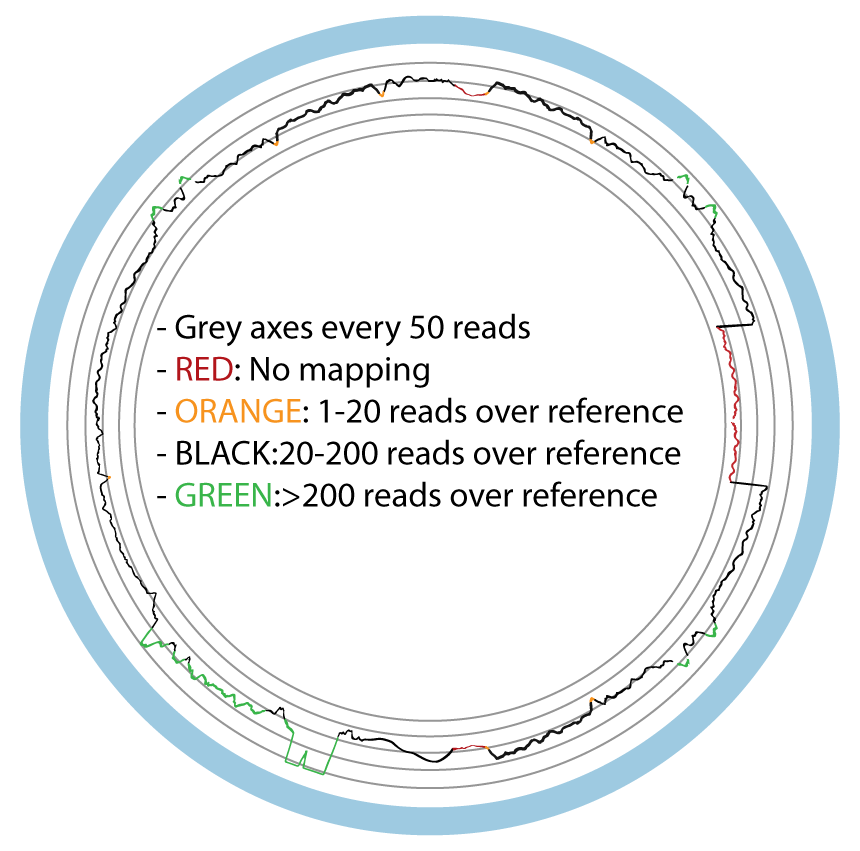 - Grey axes every 50 reads
- RED: No mapping
- ORANGE: 1-20 reads over reference
- BLACK:20-200 reads over reference
- GREEN:>200 reads over reference